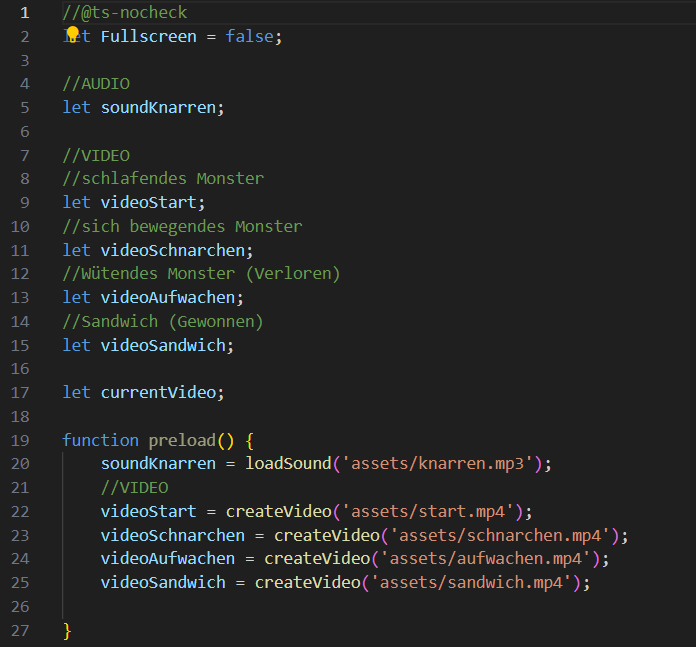 1 //@ts-nocheck
2 let Fullscreen = false;
3
4 //AUDIO
5 let soundKnarren;
6
7 //VIDEO
8 //schlafendes Monster
9 let videoStart;
10 //sich bewegendes Monster
11 let videoSchnarchen;
12 //Wütendes Monster (Verloren)
13 let videoAufwachen;
14 //Sandwich (Gewonnen)
15 let videoSandwich;
16
17 let currentVideo;
18
19 function preload() {
20 soundKnarren = loadSound('assets/knarren.mp3');
21 //VIDEO
22 videoStart = createVideo('assets/start.mp4');
23 videoSchnarchen = createVideo('assets/schnarchen.mp4');
24 videoAufwachen = createVideo('assets/aufwachen.mp4');
25 videoSandwich = createVideo('assets/sandwich.mp4');
26
27 }